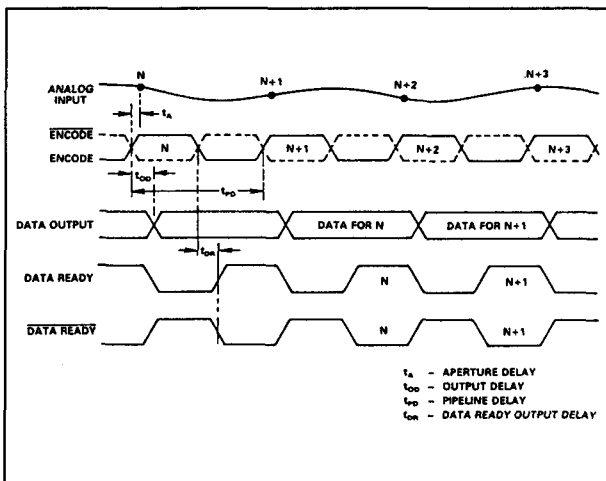 N
N+1
N+2
N+3
ANALOG
INPUT
tA
ENCODE
ENCODE
N
N+1
N+2
N+3
tOD
tPD
DATA OUTPUT
DATA FOR N
DATA FOR N+1
tDR
DATA READY
N
N+1
DATA READY
N
N+1
tA – APERTURE DELAY
tOD – OUTPUT DELAY
tPD – PIPELINE DELAY
tDR – DATA READY OUTPUT DELAY